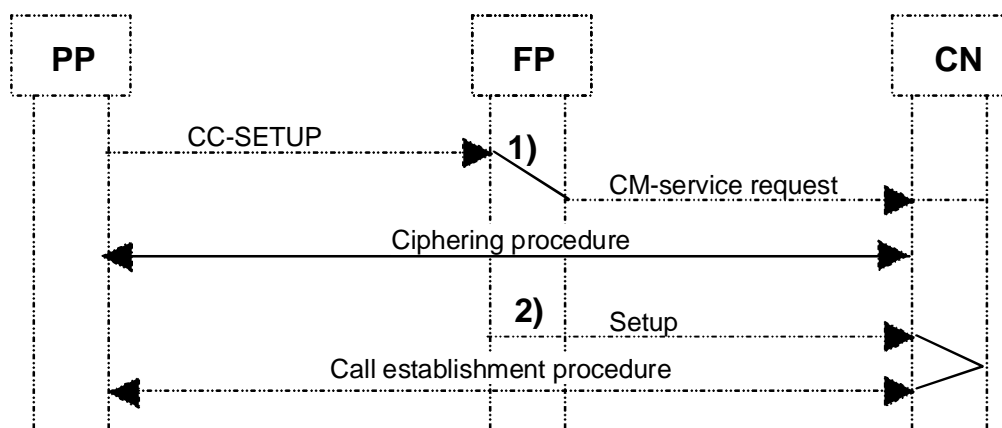 PP
FP
CN
CC-SETUP
1)
CM-service request
Ciphering procedure
2)
Setup
Call establishment procedure